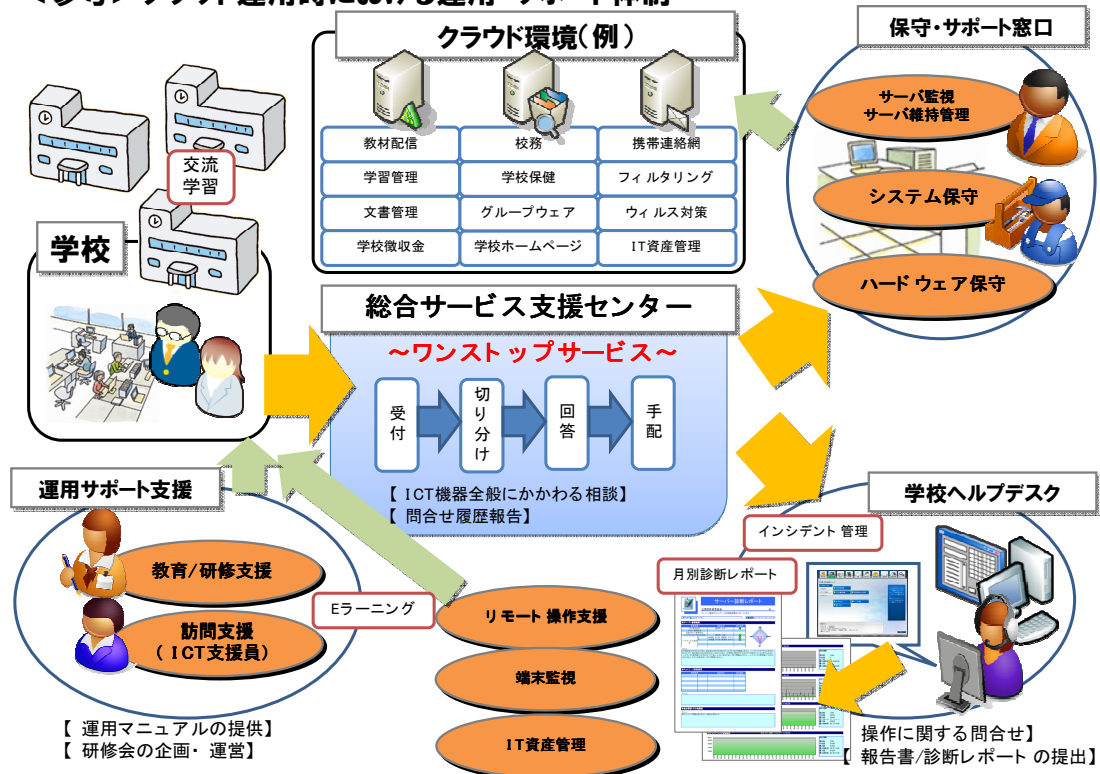 クラウド環境（例）
教材配信
校務
携帯連絡網
学習管理
学校保健
フィルタリング
文書管理
グループウェア
ウィルス対策
学校徴収金
学校ホームページ
IT資産管理
保守・サポート窓口
サーバ監視
サーバ維持管理
システム保守
ハードウェア保守
交流
学習
学校
総合サービス支援センター
～ワンストップサービス～
受付
切り分け
回答
手配
【 ICT機器全般にかかわる相談】
【 問合せ履歴報告】
運用サポート支援
教育/研修支援
訪問支援
（ ICT支援員）
【 運用マニュアルの提供】
【 研修会の企画・ 運営】
Eラーニング
リモート 操作支援
端末監視
IT資産管理
学校ヘルプデスク
インシデント 管理
月別診断レポート
サーバー診断レポート
操作に関する問合せ】
【 報告書/診断レポート の提出】